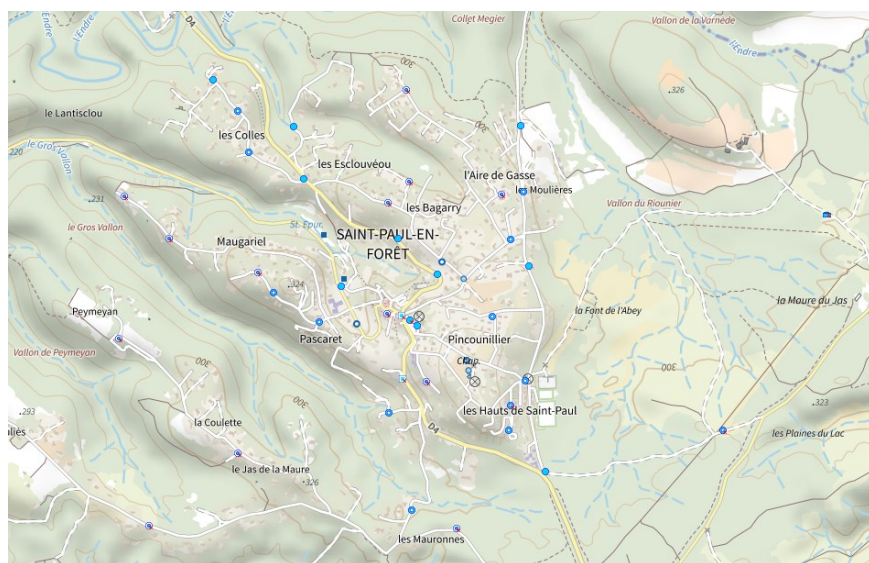 l'Endre
D4
Collet Megier
Vallon de la Varnède
l'Endre
l'Endre
300
.326
le Lantisclou
les Colles
300
220
le Gros Vallon
les Esclouvéou
l'Aire de Gasse
les Moulières
.231
les Bagarry
Vallon du Riounier
le Gros Vallon
St. Epur.
SAINT-PAUL-EN-
FORÊT
Maugariel
.324
la Maure du Jas
Peymeyan
la Font de l'Abey
Pascaret
Pincounillier
Vallon de Peymeyan
300
Chap.
300
.293
les Hauts de Saint-Paul
.323
la Coulette
D4
les Plaines du Lac
le Jas de la Maure
.326
les Mauronnes